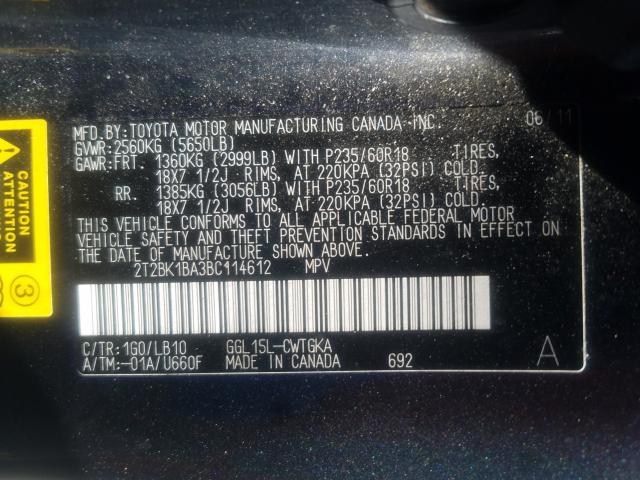 MFD.BY:TOYOTA MOTOR MANUFACTURING CANADA INC. 06/11
GVWR:2560KG (5650LB)
GAWR:FRT. 1360KG (2999LB) WITH P235/60R18 TIRES,
18X7 1/2J RIMS, AT 220KPA (32PSI) COLD.
RR. 1385KG (3056LB) WITH P235/60R18 TIRES,
18X7 1/2J RIMS, AT 220KPA (32PSI) COLD.
THIS VEHICLE CONFORMS TO ALL APPLICABLE FEDERAL MOTOR
VEHICLE SAFETY AND THEFT PREVENTION STANDARDS IN EFFECT ON
THE DATE OF MANUFACTURE SHOWN ABOVE.
2T2BK1BA3BC114612 MPV
C/TR:1G0/LB10 GGL15L-CWTGKA
A/TM:-01A/U660F MADE IN CANADA 692 A
CAUTION
ATTENTION
3